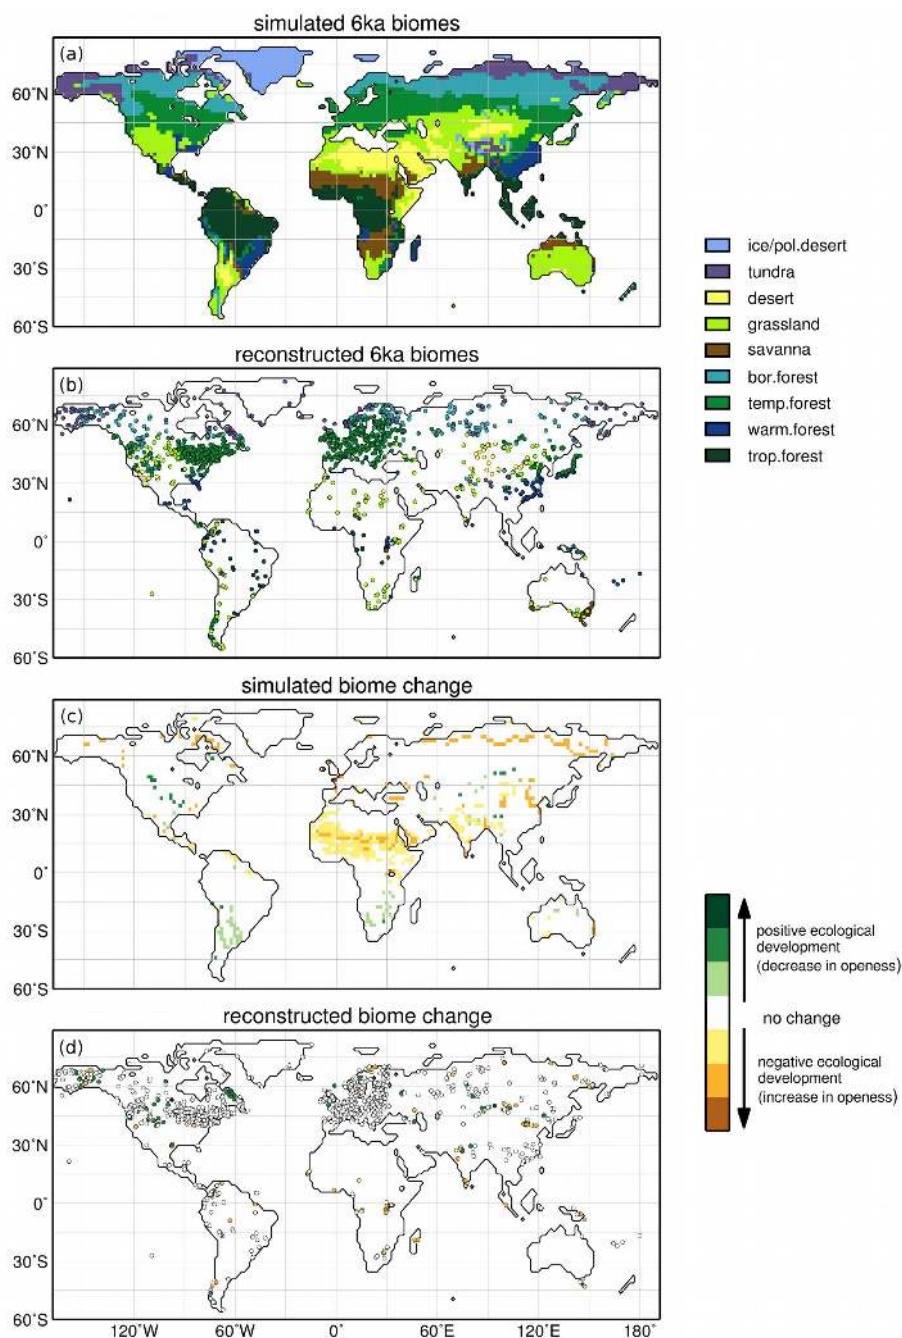 simulated 6ka biomes
(a)
60˚N
30˚N
0˚
30˚S
60˚S
reconstructed 6ka biomes
(b)
60˚N
30˚N
0˚
30˚S
60˚S
ice/pol.desert
tundra
desert
grassland
savanna
bor.forest
temp.forest
warm.forest
trop.forest
simulated biome change
(c)
60˚N
30˚N
0˚
30˚S
60˚S
reconstructed biome change
(d)
60˚N
30˚N
0˚
30˚S
60˚S
120˚W
60˚W
0˚
60˚E
120˚E
180˚
positive ecological
development
(decrease in openess)
no change
negative ecological
development
(increase in openess)